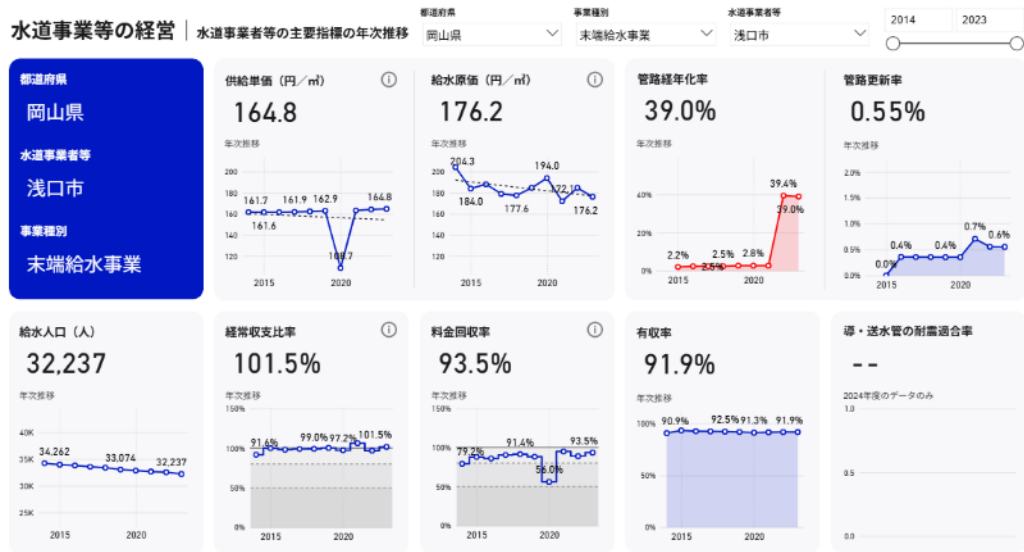 水道事業等の経営｜水道事業者等の主要指標の年次推移
都道府県
岡山県
事業種別
末端給水事業
水道事業者等
浅口市
2014
2023
都道府県
岡山県
水道事業者等
浅口市
事業種別
末端給水事業
供給単価（円／㎥）
164.8
年次推移
200
180
160
140
120
161.7
161.6
161.9
162.9
108.7
164.8
2015
2020
給水原価（円／㎥）
176.2
年次推移
200
180
160
140
120
204.3
184.0
177.6
194.0
172.1
176.2
2015
2020
管路経年化率
39.0%
年次推移
40%
20%
0%
2.2%
2.5%
2.5%
2.8%
39.4%
39.0%
2015
2020
管路更新率
0.55%
年次推移
2.0%
1.5%
1.0%
0.5%
0.0%
0.0%
0.4%
0.4%
0.7%
0.6%
2015
2020
給水人口（人）
32,237
年次推移
40K
35K
30K
25K
34,262
33,074
32,237
2015
2020
経常収支比率
101.5%
年次推移
150%
100%
50%
0%
91.6%
99.0%
97.2%
101.5%
2015
2020
料金回収率
93.5%
年次推移
150%
100%
50%
0%
79.2%
91.4%
56.0%
93.5%
2015
2020
有収率
91.9%
年次推移
100%
50%
0%
90.9%
92.5%
91.3%
91.9%
2015
2020
導・送水管の耐震適合率
--
2024年度のデータのみ
1.0
0.5
0.0